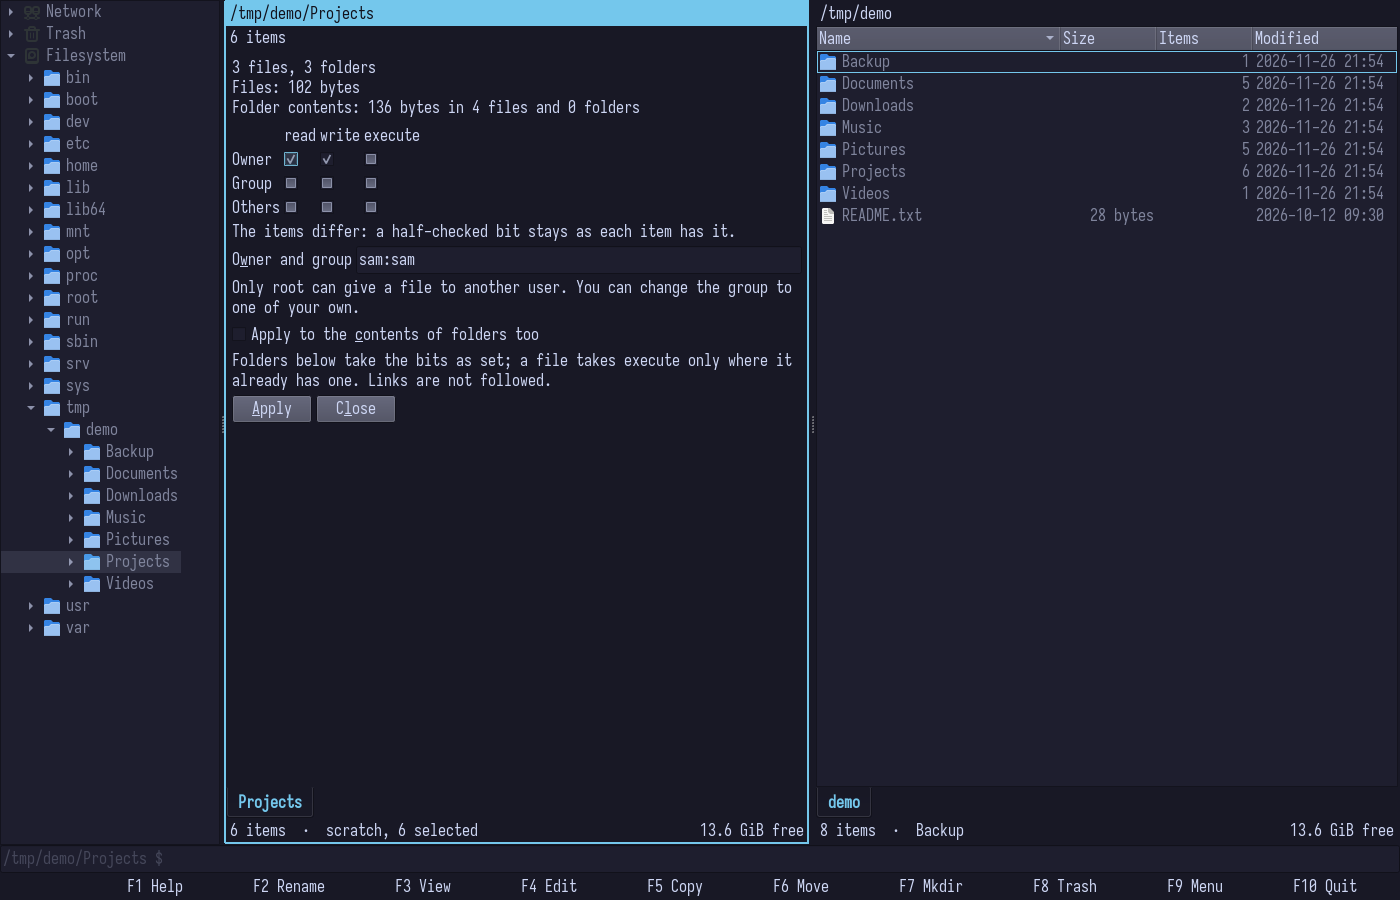 Network
Trash
Filesystem
bin
boot
dev
etc
home
lib
lib64
mnt
opt
proc
root
run
sbin
srv
sys
tmp
demo
Backup
Documents
Downloads
Music
Pictures
Projects
Videos
usr
var
/tmp/demo/Projects
6 items
3 files, 3 folders
Files: 102 bytes
Folder contents: 136 bytes in 4 files and 0 folders
read write execute
Owner
Group
Others
The items differ: a half-checked bit stays as each item has it.
Owner and group sam:sam
Only root can give a file to another user. You can change the group to
one of your own.
Apply to the contents of folders too
Folders below take the bits as set; a file takes execute only where it
already has one. Links are not followed.
Apply Close
Projects
6 items · scratch, 6 selected 13.6 GiB free
/tmp/demo
Name Size Items Modified
Backup 1 2026-11-26 21:54
Documents 5 2026-11-26 21:54
Downloads 2 2026-11-26 21:54
Music 3 2026-11-26 21:54
Pictures 5 2026-11-26 21:54
Projects 6 2026-11-26 21:54
Videos 1 2026-11-26 21:54
README.txt 28 bytes 2026-10-12 09:30
demo
8 items · Backup 13.6 GiB free
/tmp/demo/Projects $
F1 Help F2 Rename F3 View F4 Edit F5 Copy F6 Move F7 Mkdir F8 Trash F9 Menu F10 Quit